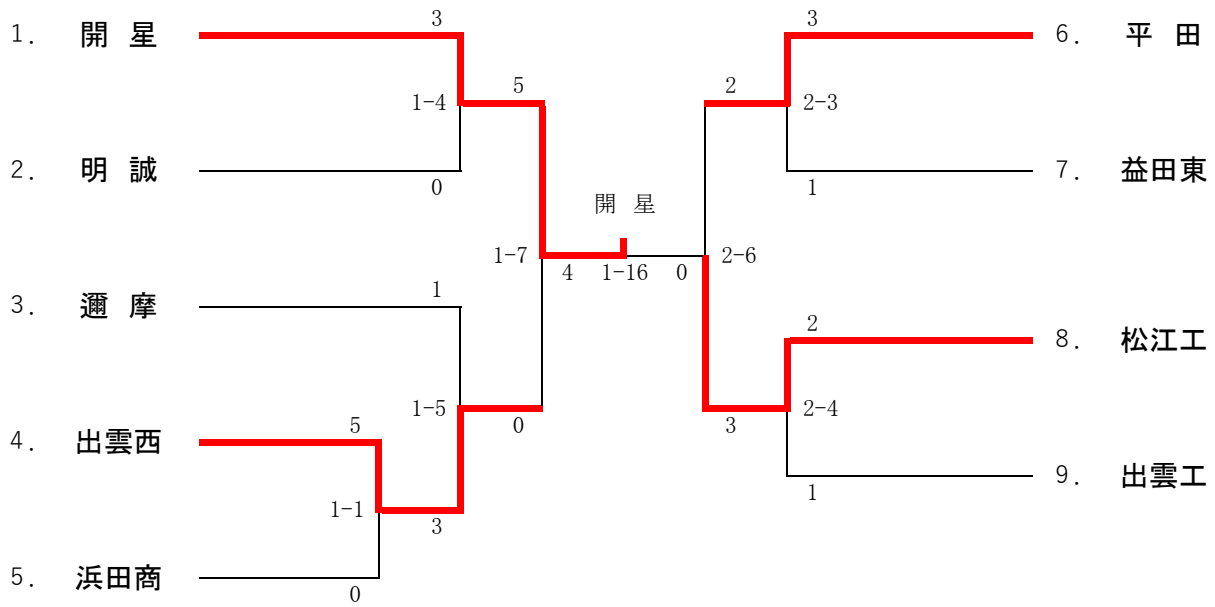 3
3
1. 開 星
6. 平 田
5
2
1-4
2-3
2. 明 誠
7. 益田東
0
1
開 星
1-7
2-6
4 1-16 0
1
3. 邇 摩
2
8. 松江工
1-5
2-4
5
0
3
4. 出雲西
9. 出雲工
1
1-1
3
5. 浜田商
0